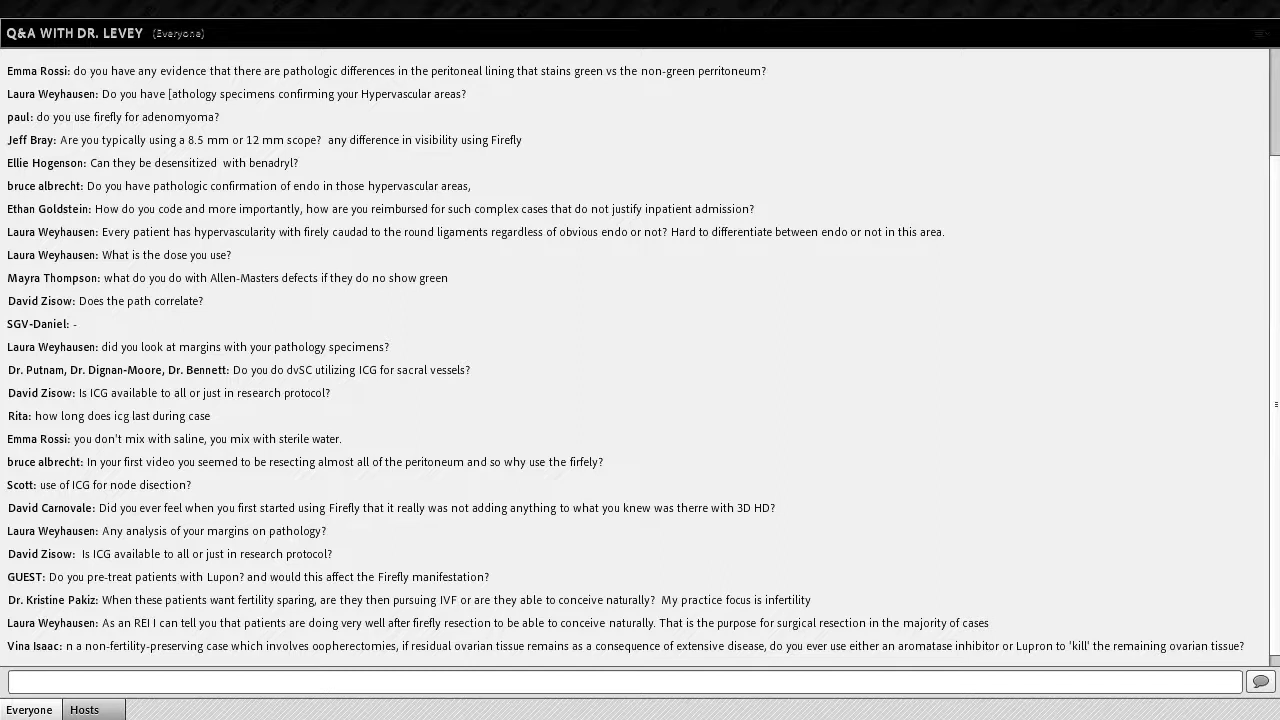 Q&A WITH DR. LEVEY (Everyone)
Emma Rossi: do you have any evidence that there are pathologic differences in the peritoneal lining that stains green vs the non-green perritoneum?
Laura Weyhausen: Do you have [athology specimens confirming your Hypervascular areas?
paul: do you use firefly for adenomyoma?
Jeff Bray: Are you typically using a 8.5 mm or 12 mm scope?  any difference in visibility using Firefly
Ellie Hogenson: Can they be desensitized  with benadryl?
bruce albrecht: Do you have pathologic confirmation of endo in those hypervascular areas,
Ethan Goldstein: How do you code and more importantly, how are you reimbursed for such complex cases that do not justify inpatient admission?
Laura Weyhausen: Every patient has hypervascularity with firely caudad to the round ligaments regardless of obvious endo or not? Hard to differentiate between endo or not in this area.
Laura Weyhausen: What is the dose you use?
Mayra Thompson: what do you do with Allen-Masters defects if they do no show green
David Zisow: Does the path correlate?
SGV-Daniel: -
Laura Weyhausen: did you look at margins with your pathology specimens?
Dr. Putnam, Dr. Dignan-Moore, Dr. Bennett: Do you do dvSC utilizing ICG for sacral vessels?
David Zisow: Is ICG available to all or just in research protocol?
Rita: how long does icg last during case
Emma Rossi: you don't mix with saline, you mix with sterile water.
bruce albrecht: In your first video you seemed to be resecting almost all of the peritoneum and so why use the firfely?
Scott: use of ICG for node disection?
David Carnovale: Did you ever feel when you first started using Firefly that it really was not adding anything to what you knew was therre with 3D HD?
Laura Weyhausen: Any analysis of your margins on pathology?
David Zisow:  Is ICG available to all or just in research protocol?
GUEST: Do you pre-treat patients with Lupon? and would this affect the Firefly manifestation?
Dr. Kristine Pakiz: When these patients want fertility sparing, are they then pursuing IVF or are they able to conceive naturally?  My practice focus is infertility
Laura Weyhausen: As an REI I can tell you that patients are doing very well after firefly resection to be able to conceive naturally. That is the purpose for surgical resection in the majority of cases
Vina Isaac: n a non-fertility-preserving case which involves oopherectomies, if residual ovarian tissue remains as a consequence of extensive disease, do you ever use either an aromatase inhibitor or Lupron to 'kill' the remaining ovarian tissue?
Everyone Hosts